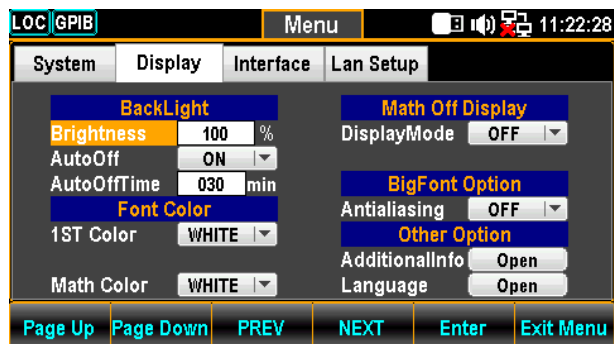 LOC GPIB Menu 11:22:28
System Display Interface Lan Setup
BackLight
Brightness 100 %
AutoOff ON
AutoOffTime 030 min
Font Color
1ST Color WHITE
Math Color WHITE
Math Off Display
DisplayMode OFF
BigFont Option
Antialiasing OFF
Other Option
AdditionalInfo Open
Language Open
Page Up Page Down PREV NEXT Enter Exit Menu